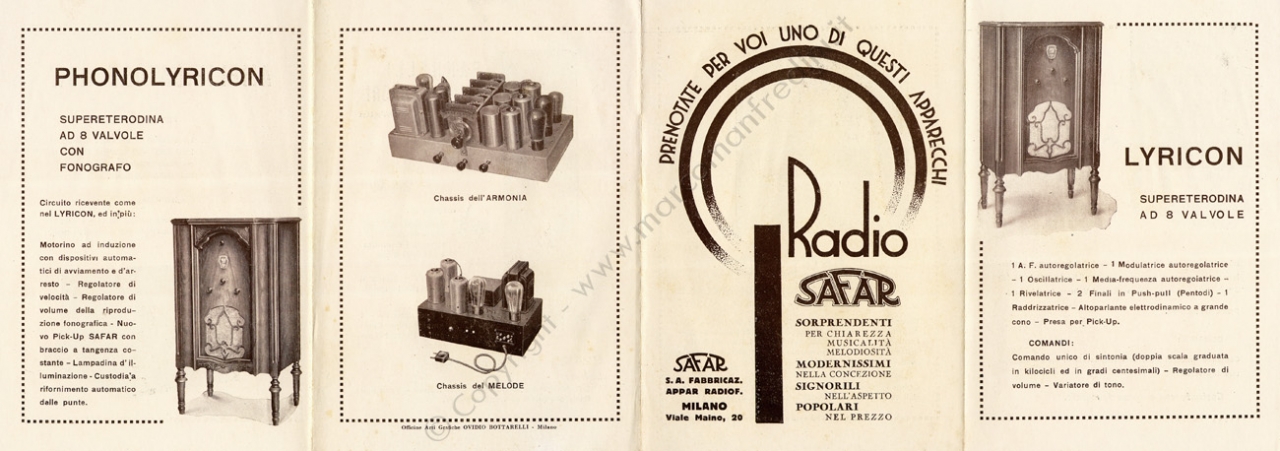 PHONOLYRICON
SUPERETERODINA
AD 8 VALVOLE
CON
FONOGRAFO
Circuito ricevente come
nel LYRICON, ed in più:
Motorino ad induzione
con dispositivi automa-
tici di avviamento e d'ar-
resto – Regolatore di
velocità – Regolatore di
volume della riprodu-
zione fonografica - Nuo-
vo Pick-Up SAFAR con
braccio a tangenza co-
stante – Lampadina d'il-
luminazione - Custodia a
rifornimento automatico
delle punte.
Chassis dell'ARMONIA
Chassis del MELODE
Officine Arti Grafiche OVIDIO BOTTARELLI - Milano
PRENOTATE PER VOI UNO DI QUESTI APPARECCHI
Radio
SAFAR
SORPRENDENTI
PER CHIAREZZA
MUSICALITÀ
MELODIOSITÀ
MODERNISSIMI
NELLA CONCEZIONE
SIGNORILI
NELL'ASPETTO
POPOLARI
NEL PREZZO
SAFAR
S. A. FABBRICAZ.
APPAR RADIOF.
MILANO
Viale Maino, 20
LYRICON
SUPERETERODINA
AD 8 VALVOLE
1 A. F. autoregolatrice – 1 Modulatrice autoregolatrice
– 1 Oscillatrice – 1 Media-frequenza autoregolatrice –
1 Rivelatrice – 2 Finali in Push-pull (Pentodi) – 1
Raddrizzatrice – Altoparlante elettrodinamico a grande
cono – Presa per Pick-Up.
COMANDI:
Comando unico di sintonia (doppia scala graduata
in kilocicli ed in gradi centesimali) – Regolatore di
volume – Variatore di tono.
© Copyright - www.marcomanfredini.it